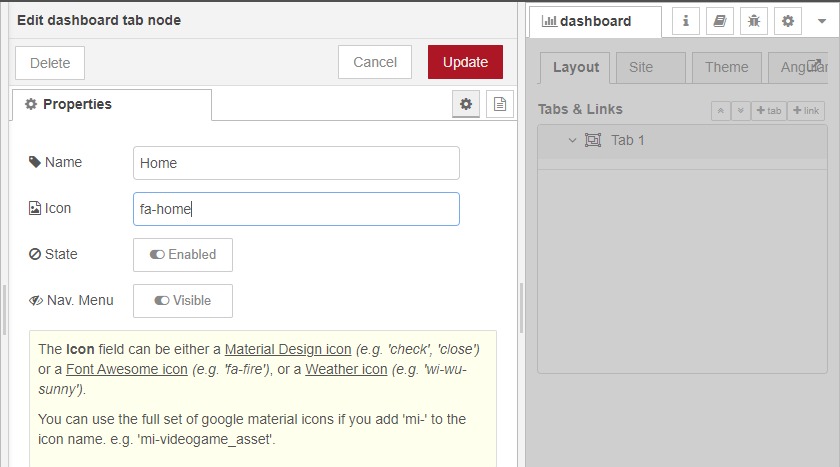 Edit dashboard tab node
Delete
Cancel
Update
Properties
Name
Home
Icon
fa-home
State
Enabled
Nav. Menu
Visible
The Icon field can be either a Material Design icon (e.g. 'check', 'close')
or a Font Awesome icon (e.g. 'fa-fire'), or a Weather icon (e.g. 'wi-wu-
sunny').
You can use the full set of google material icons if you add 'mi-' to the
icon name. e.g. 'mi-videogame_asset'.
dashboard
Layout
Site
Theme
Angular
Tabs & Links
tab
link
Tab 1